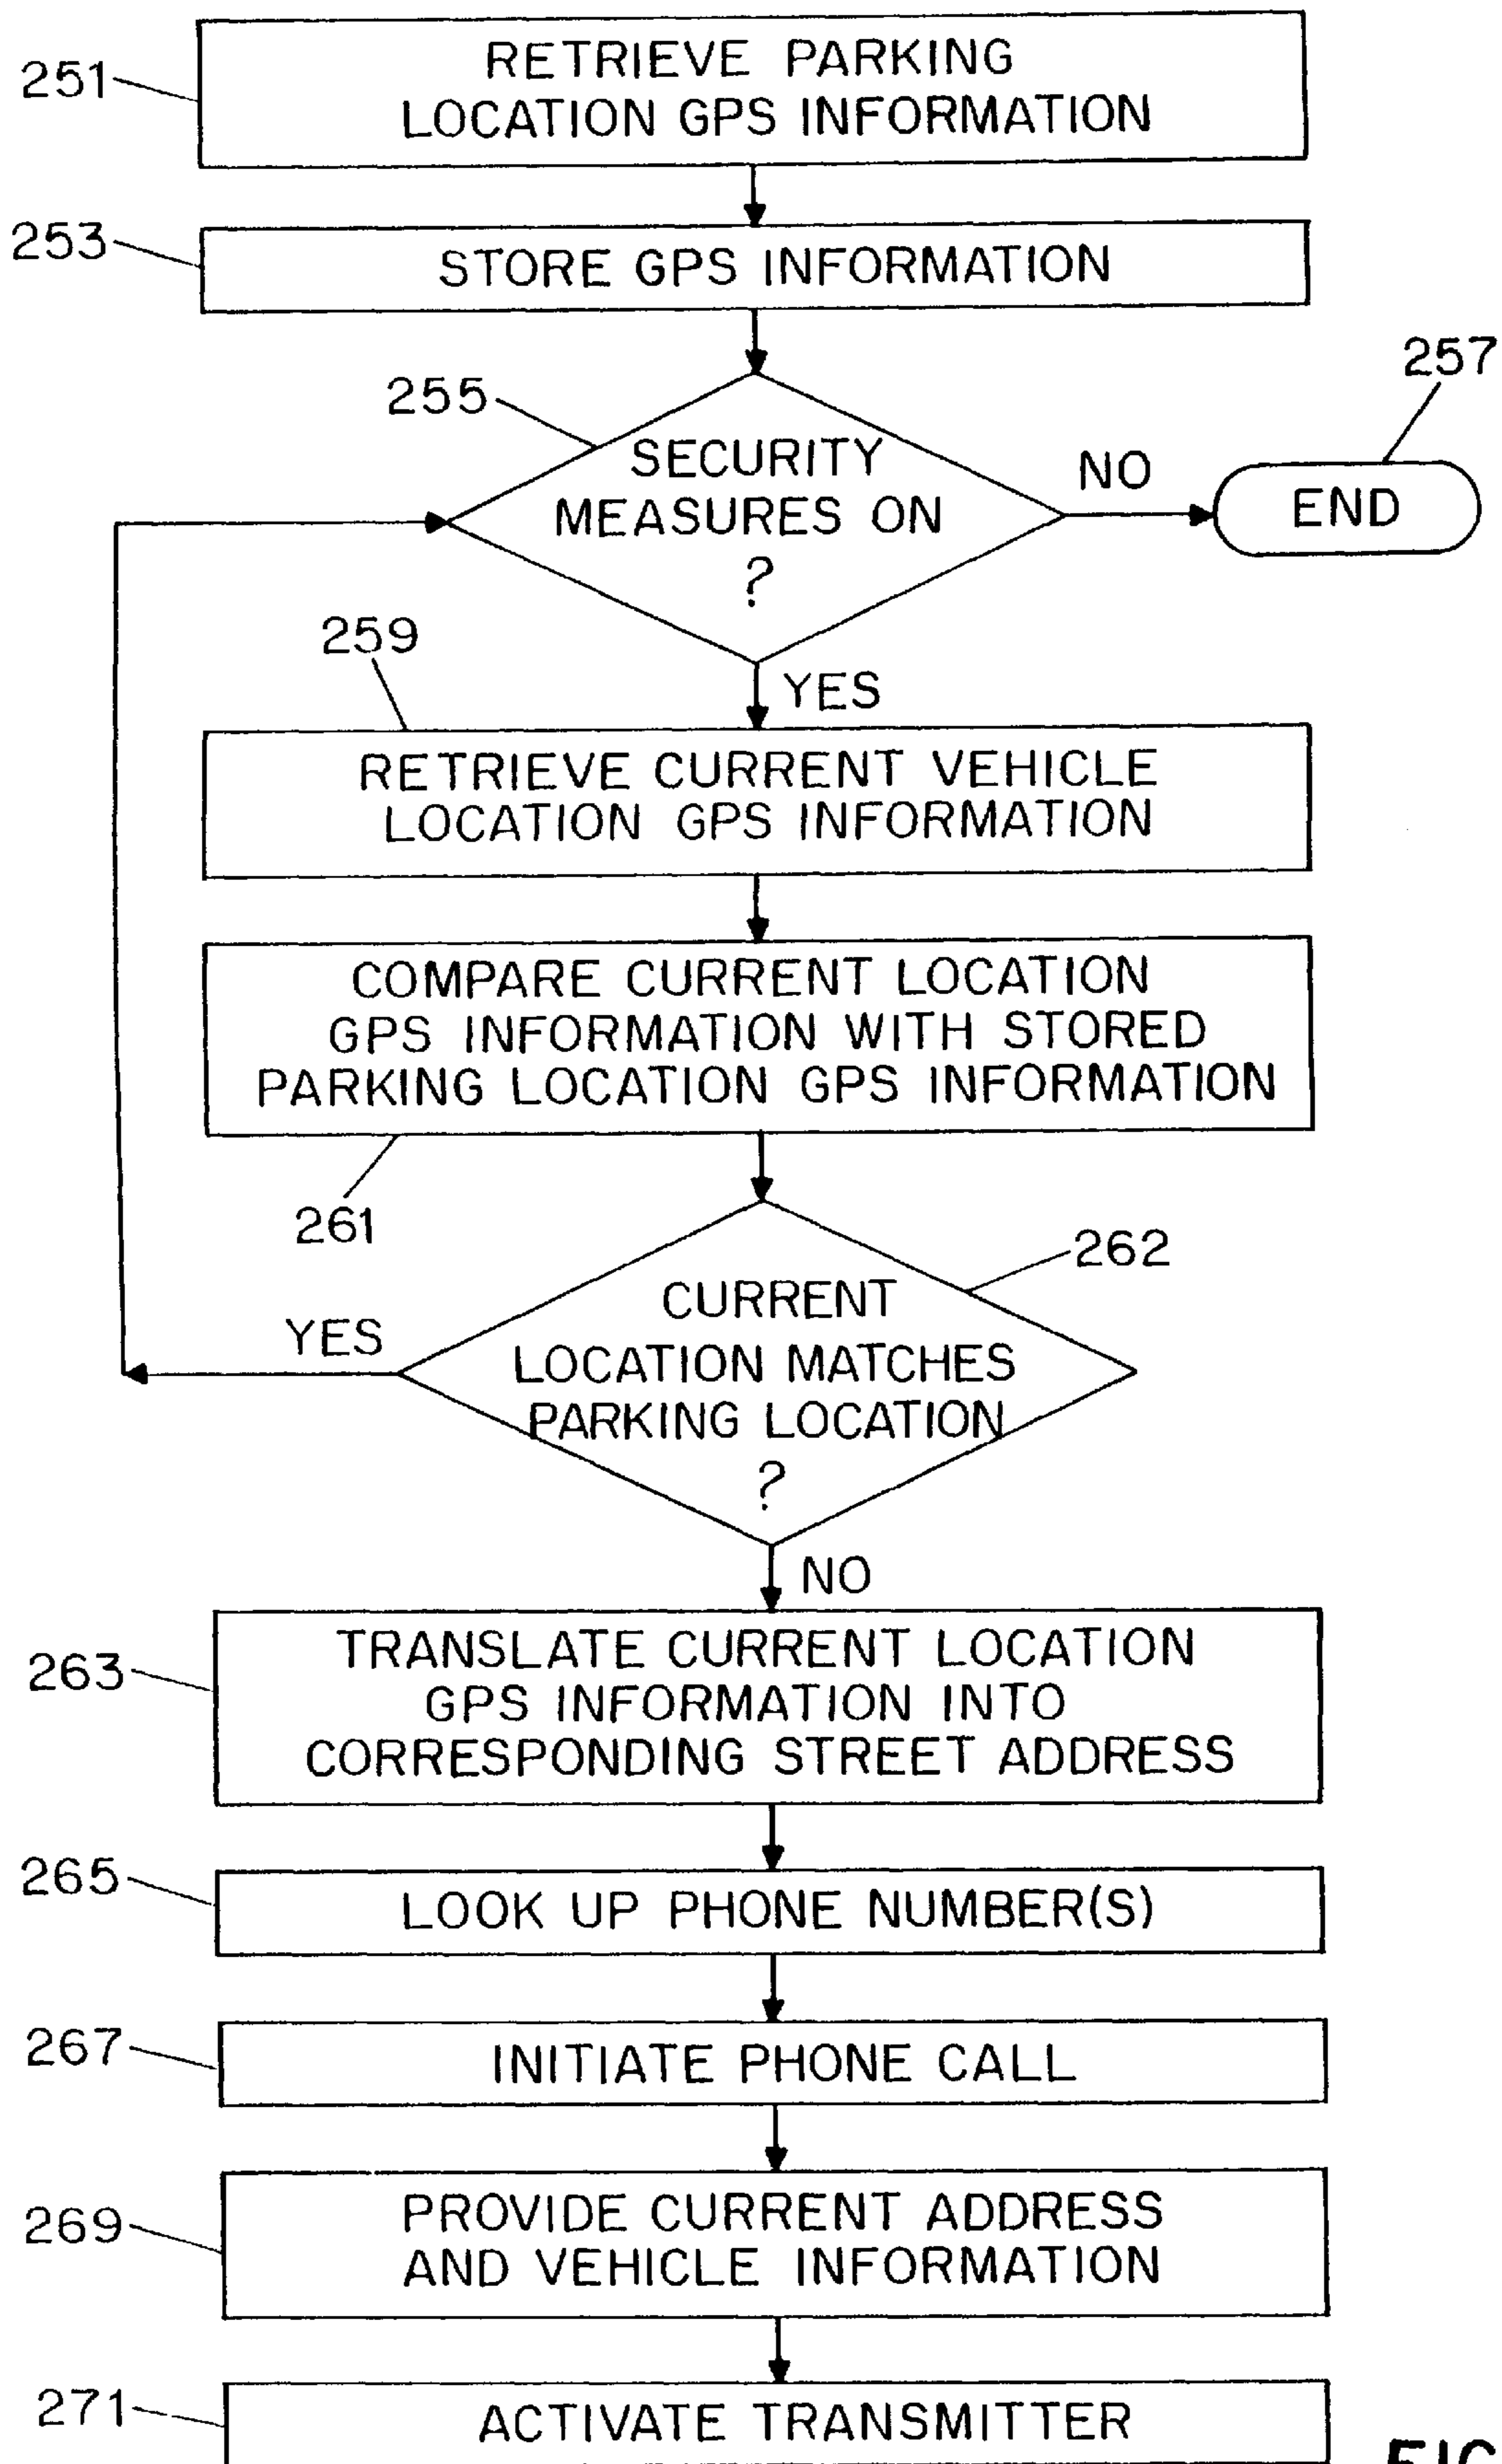 251
RETRIEVE PARKING
LOCATION GPS INFORMATION
253
STORE GPS INFORMATION
255
SECURITY
MEASURES ON
?
NO
257
END
259
YES
RETRIEVE CURRENT VEHICLE
LOCATION GPS INFORMATION
COMPARE CURRENT LOCATION
GPS INFORMATION WITH STORED
PARKING LOCATION GPS INFORMATION
261
262
CURRENT
LOCATION MATCHES
PARKING LOCATION
?
YES
NO
263
TRANSLATE CURRENT LOCATION
GPS INFORMATION INTO
CORRESPONDING STREET ADDRESS
265
LOOK UP PHONE NUMBER(S)
267
INITIATE PHONE CALL
269
PROVIDE CURRENT ADDRESS
AND VEHICLE INFORMATION
271
ACTIVATE TRANSMITTER